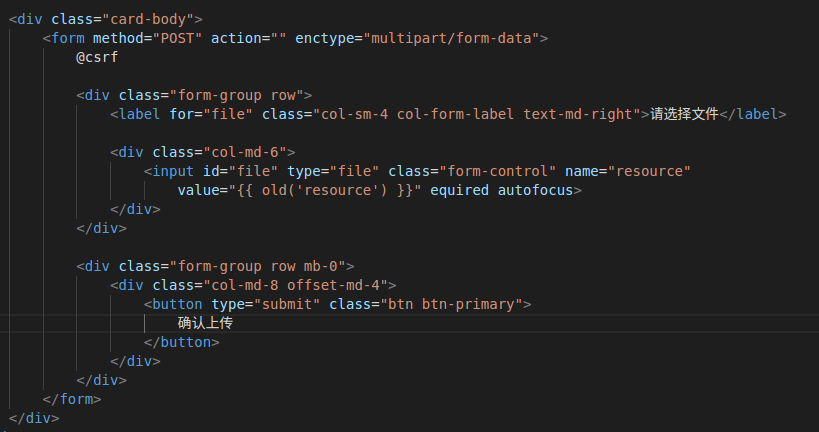 <div class="card-body">
<form method="POST" action="" enctype="multipart/form-data">
@csrf
<div class="form-group row">
<label for="file" class="col-sm-4 col-form-label text-md-right">请选择文件</label>
<div class="col-md-6">
<input id="file" type="file" class="form-control" name="resource"
value="{{ old('resource') }}" equired autofocus>
</div>
</div>
<div class="form-group row mb-0">
<div class="col-md-8 offset-md-4">
<button type="submit" class="btn btn-primary">
确认上传
</button>
</div>
</div>
</form>
</div>